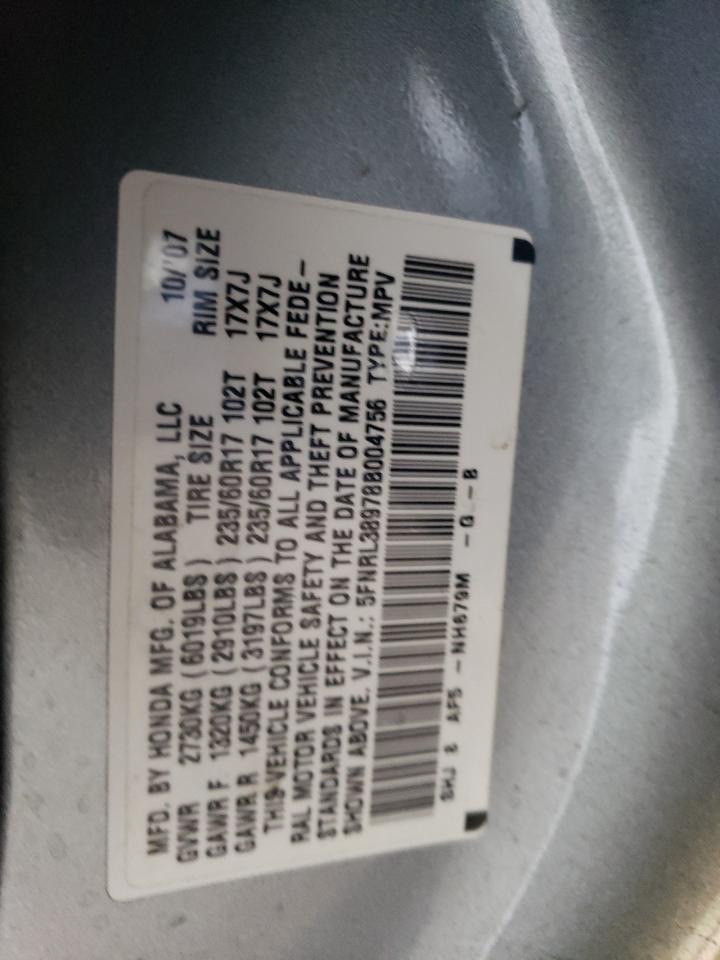 MFD. BY HONDA MFG. OF ALABAMA, LLC 10/'07
GVWR 2730KG (6019LBS) TIRE SIZE RIM SIZE
GAWR F 1320KG (2910LBS) 235/60R17 102T 17X7J
GAWR R 1450KG (3197LBS) 235/60R17 102T 17X7J
THIS VEHICLE CONFORMS TO ALL APPLICABLE FEDE-
RAL MOTOR VEHICLE SAFETY AND THEFT PREVENTION
STANDARDS IN EFFECT ON THE DATE OF MANUFACTURE
SHOWN ABOVE. V.I.N.: 5FNRL38978B004756 TYPE:MPV
SHJ 8 AF5 -NH679M -Q -B